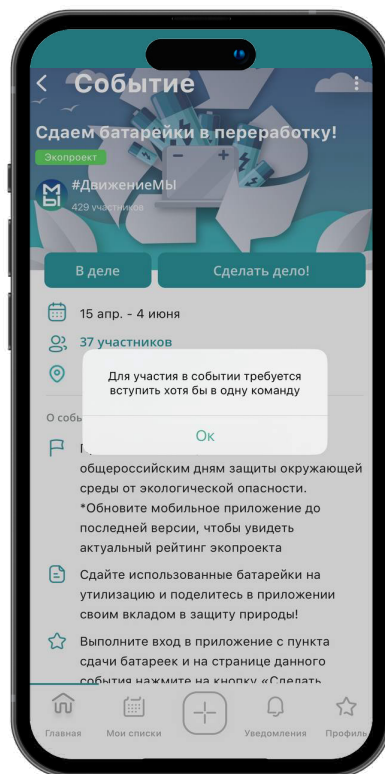 Событие
Сдаем батарейки в переработку!
Экопроект
#ДвижениеМЫ
429 участников
В деле
Сделать дело!
15 апр. - 4 июня
37 участников
Для участия в событии требуется
вступить хотя бы в одну команду
Ок
О собы
общероссийским дням защиты окружающей
среды от экологической опасности.
*Обновите мобильное приложение до
последней версии, чтобы увидеть
актуальный рейтинг экопроекта
Сдайте использованные батарейки на
утилизацию и поделитесь в приложении
своим вкладом в защиту природы!
Выполните вход в приложение с пункта
сдачи батареек и на странице данного
события нажмите на кнопку «Сделать
Главная
Мои списки
Уведомления
Профиль